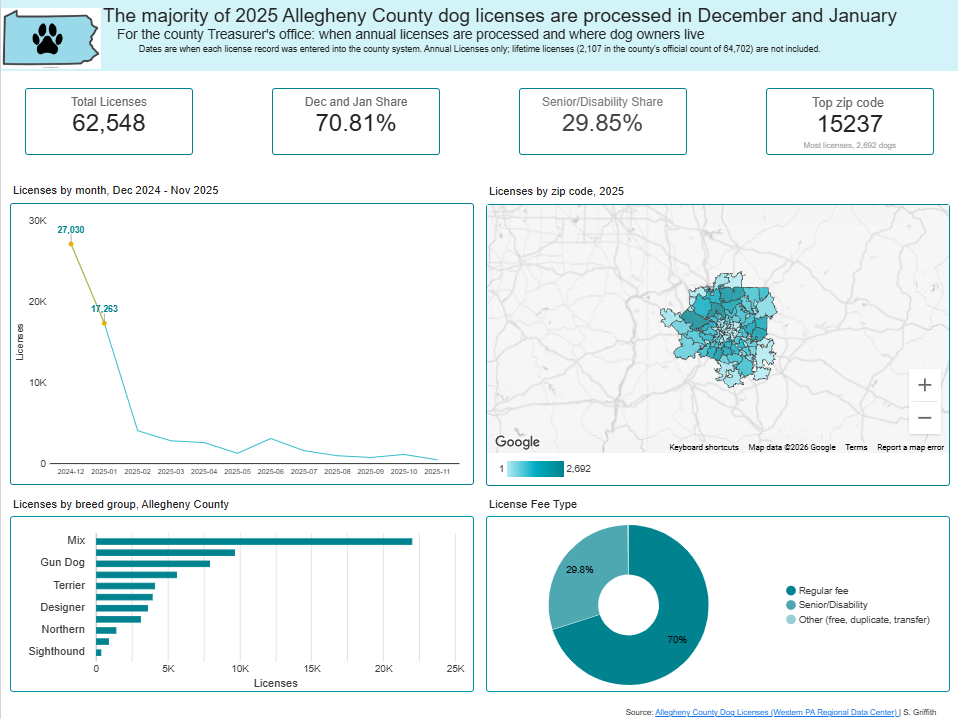 The majority of 2025 Allegheny County dog licenses are processed in December and January
For the county Treasurer's office: when annual licenses are processed and where dog owners live
Dates are when each license record was entered into the county system. Annual Licenses only; lifetime licenses (2,107 in the county's official count of 64,702) are not included.
Total Licenses
62,548
Dec and Jan Share
70.81%
Senior/Disability Share
29.85%
Top zip code
15237
Most licenses, 2,692 dogs
Licenses by month, Dec 2024 - Nov 2025
30K
27,030
20K
17,263
Licenses
10K
0
2024-12 2025-01 2025-02 2025-03 2025-04 2025-05 2025-06 2025-07 2025-08 2025-09 2025-10 2025-11
Licenses by zip code, 2025
+
−
Google
Keyboard shortcuts Map data ©2026 Google Terms Report a map error
1 2,692
Licenses by breed group, Allegheny County
Mix
Gun Dog
Terrier
Designer
Northern
Sighthound
0 5K 10K 15K 20K 25K
Licenses
License Fee Type
29.8%
70%
Regular fee
Senior/Disability
Other (free, duplicate, transfer)
Source: Allegheny County Dog Licenses (Western PA Regional Data Center) | S. Griffith